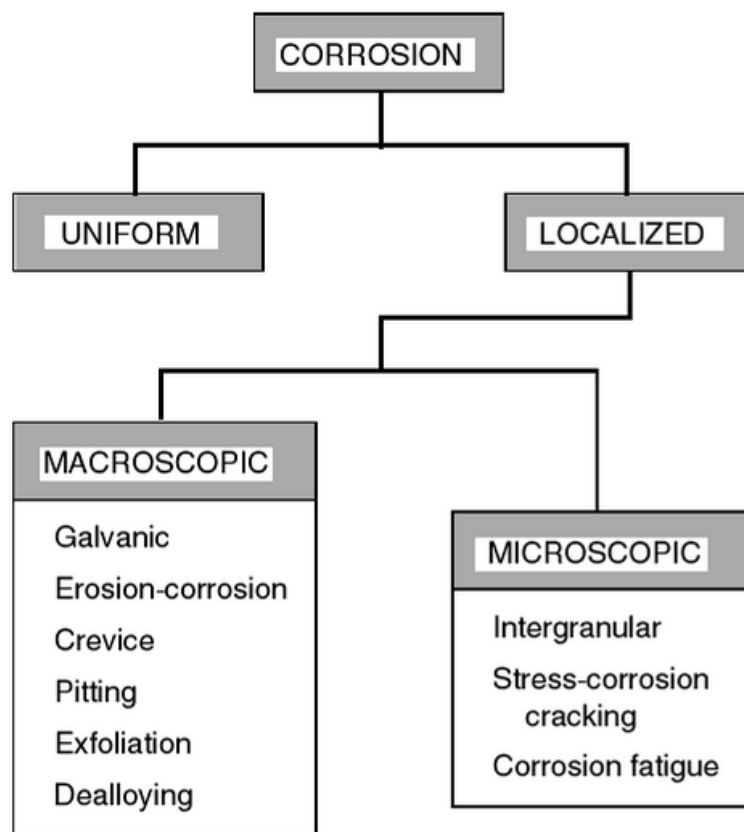 CORROSION
UNIFORM
LOCALIZED
MACROSCOPIC
Galvanic
Erosion-corrosion
Crevice
Pitting
Exfoliation
Dealloying
MICROSCOPIC
Intergranular
Stress-corrosion
cracking
Corrosion fatigue